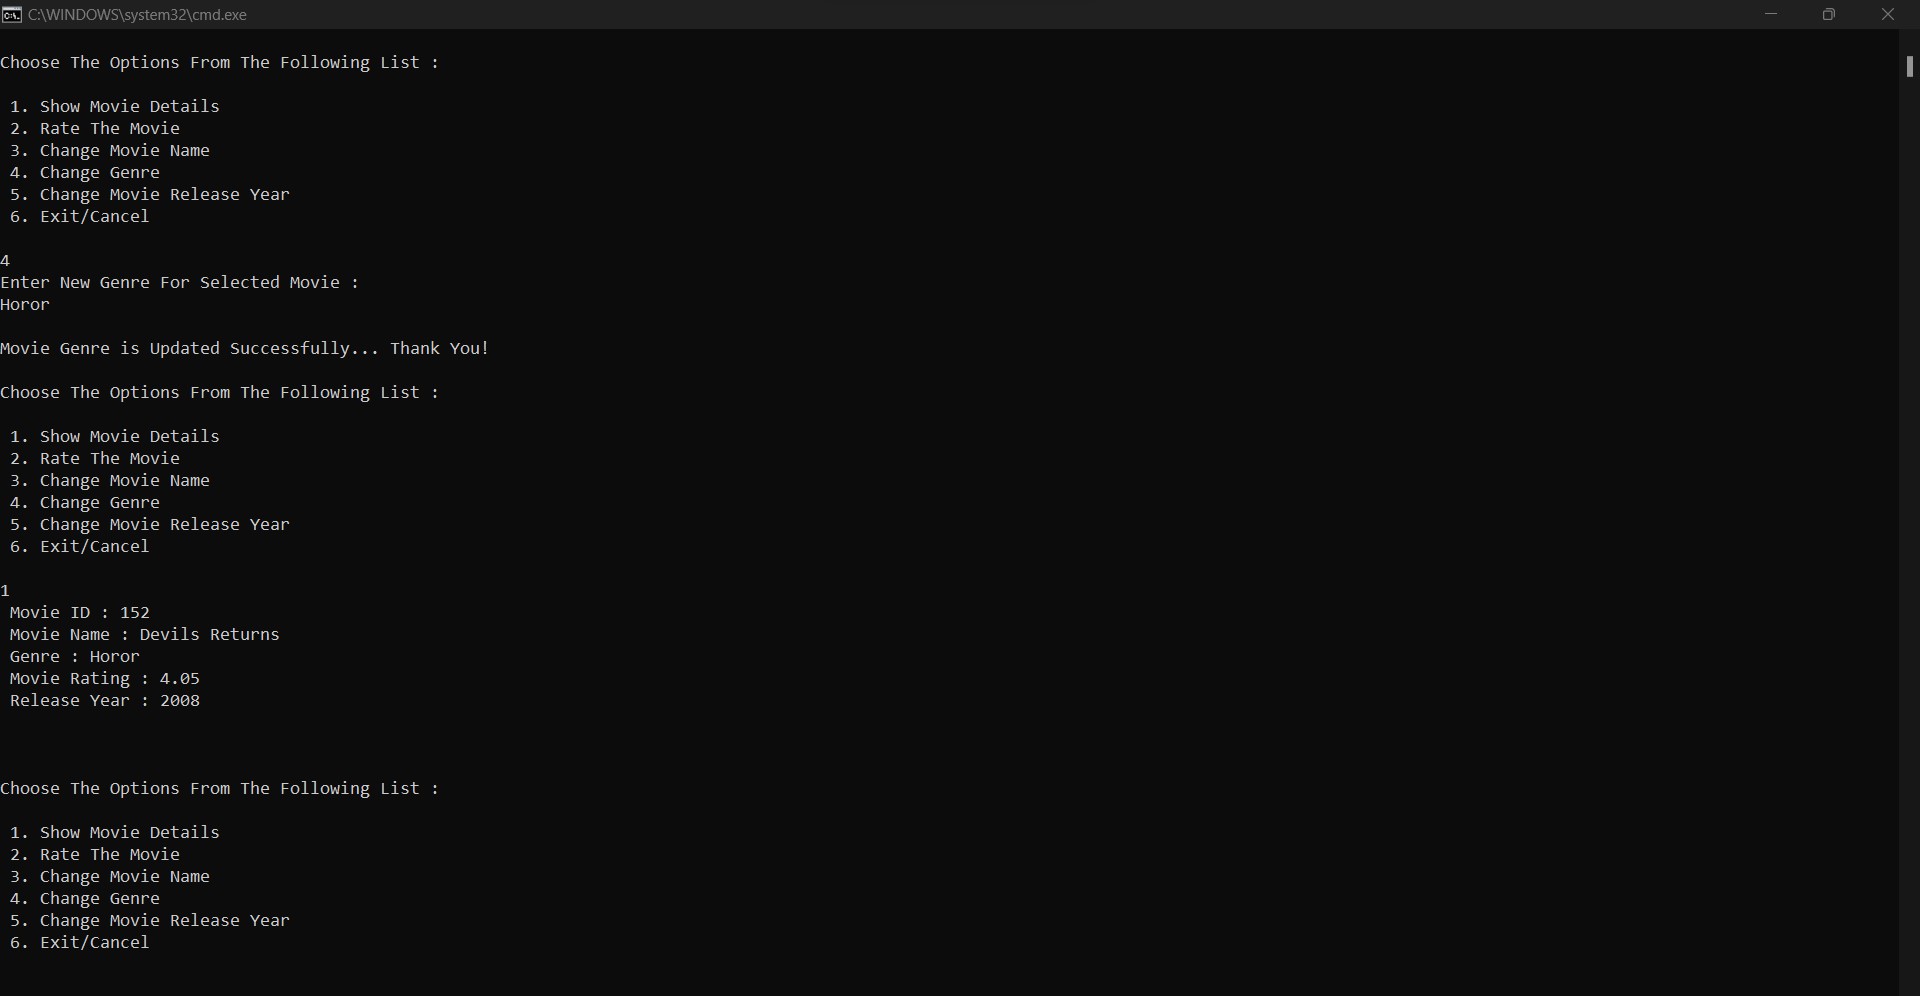 C:\WINDOWS\system32\cmd.exe
Choose The Options From The Following List :
1. Show Movie Details
2. Rate The Movie
3. Change Movie Name
4. Change Genre
5. Change Movie Release Year
6. Exit/Cancel
4
Enter New Genre For Selected Movie :
Horor
Movie Genre is Updated Successfully... Thank You!
Choose The Options From The Following List :
1. Show Movie Details
2. Rate The Movie
3. Change Movie Name
4. Change Genre
5. Change Movie Release Year
6. Exit/Cancel
1
Movie ID : 152
Movie Name : Devils Returns
Genre : Horor
Movie Rating : 4.05
Release Year : 2008
Choose The Options From The Following List :
1. Show Movie Details
2. Rate The Movie
3. Change Movie Name
4. Change Genre
5. Change Movie Release Year
6. Exit/Cancel